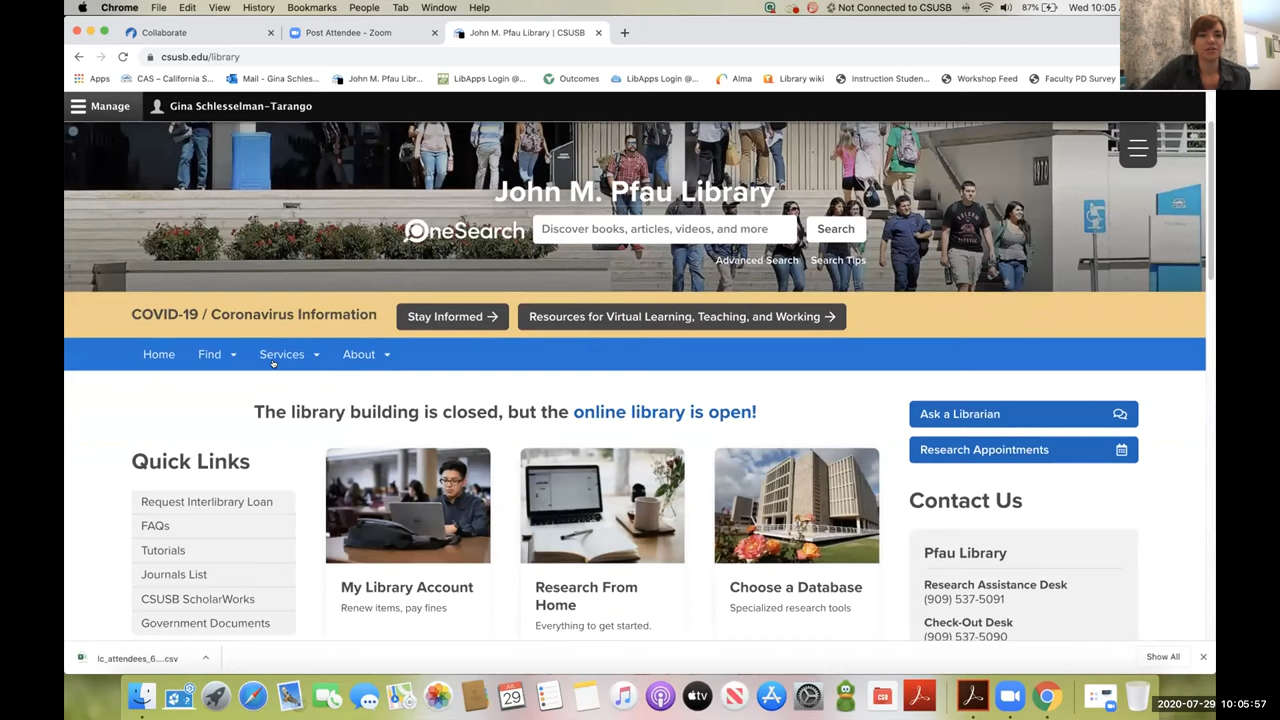 Chrome File Edit View History Bookmarks People Tab Window Help Not Connected to CSUSB 87% Wed 10:05
Collaborate Post Attendee - Zoom John M. Pfau Library | CSUSB
csusb.edu/library
Apps CAS – California S... Mail - Gina Schles... John M. Pfau Libr... LibApps Login @... Outcomes LibApps Login @... Alma Library wiki Instruction Studen... Workshop Feed Faculty PD Survey
Manage Gina Schlesselman-Tarango
John M. Pfau Library
OneSearch Discover books, articles, videos, and more Search
Advanced Search Search Tips
COVID-19 / Coronavirus Information Stay Informed → Resources for Virtual Learning, Teaching, and Working →
Home Find Services About
The library building is closed, but the online library is open!
Quick Links
Request Interlibrary Loan
FAQs
Tutorials
Journals List
CSUSB ScholarWorks
Government Documents
My Library Account
Renew items, pay fines
Research From
Home
Everything to get started.
Choose a Database
Specialized research tools
Ask a Librarian
Research Appointments
Contact Us
Pfau Library
Research Assistance Desk
(909) 537-5091
Check-Out Desk
(909) 537-5090
lc_attendees_6....csv Show All
JUL
29
tv
2020-07-29 10:05:57